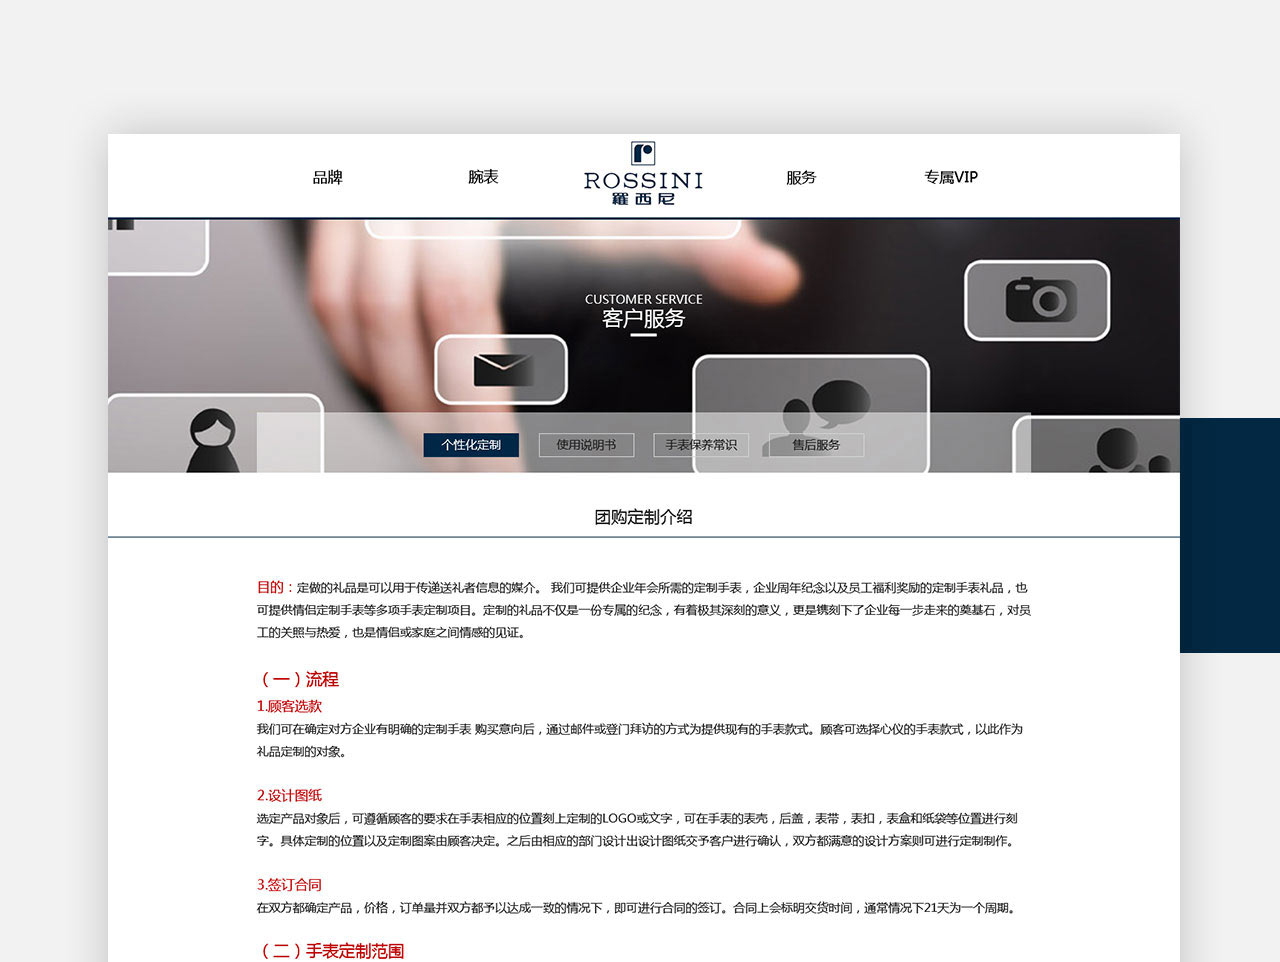 品牌
腕表
ROSSINI
羅西尼
服务
专属VIP
CUSTOMER SERVICE
客户服务
个性化定制
使用说明书
手表保养常识
售后服务
团购定制介绍
目的：定做的礼品是可以用于传递送礼者信息的媒介。 我们可提供企业年会所需的定制手表，企业周年纪念以及员工福利奖励的定制手表礼品，也
可提供情侣定制手表等多项手表定制项目。定制的礼品不仅是一份专属的纪念，有着极其深刻的意义，更是镌刻下了企业每一步走来的奠基石，对员
工的关照与热爱，也是情侣或家庭之间情感的见证。
（一）流程
1.顾客选款
我们可在确定对方企业有明确的定制手表 购买意向后，通过邮件或登门拜访的方式为提供现有的手表款式。顾客可选择心仪的手表款式，以此作为
礼品定制的对象。
2.设计图纸
选定产品对象后，可遵循顾客的要求在手表相应的位置刻上定制的LOGO或文字，可在手表的表壳，后盖，表带，表扣，表盒和纸袋等位置进行刻
字。具体定制的位置以及定制图案由顾客决定。之后由相应的部门设计出设计图纸交予客户进行确认，双方都满意的设计方案则可进行定制制作。
3.签订合同
在双方都确定产品，价格，订单量并双方都予以达成一致的情况下，即可进行合同的签订。合同上会标明交货时间，通常情况下21天为一个周期。
（二）手表定制范围